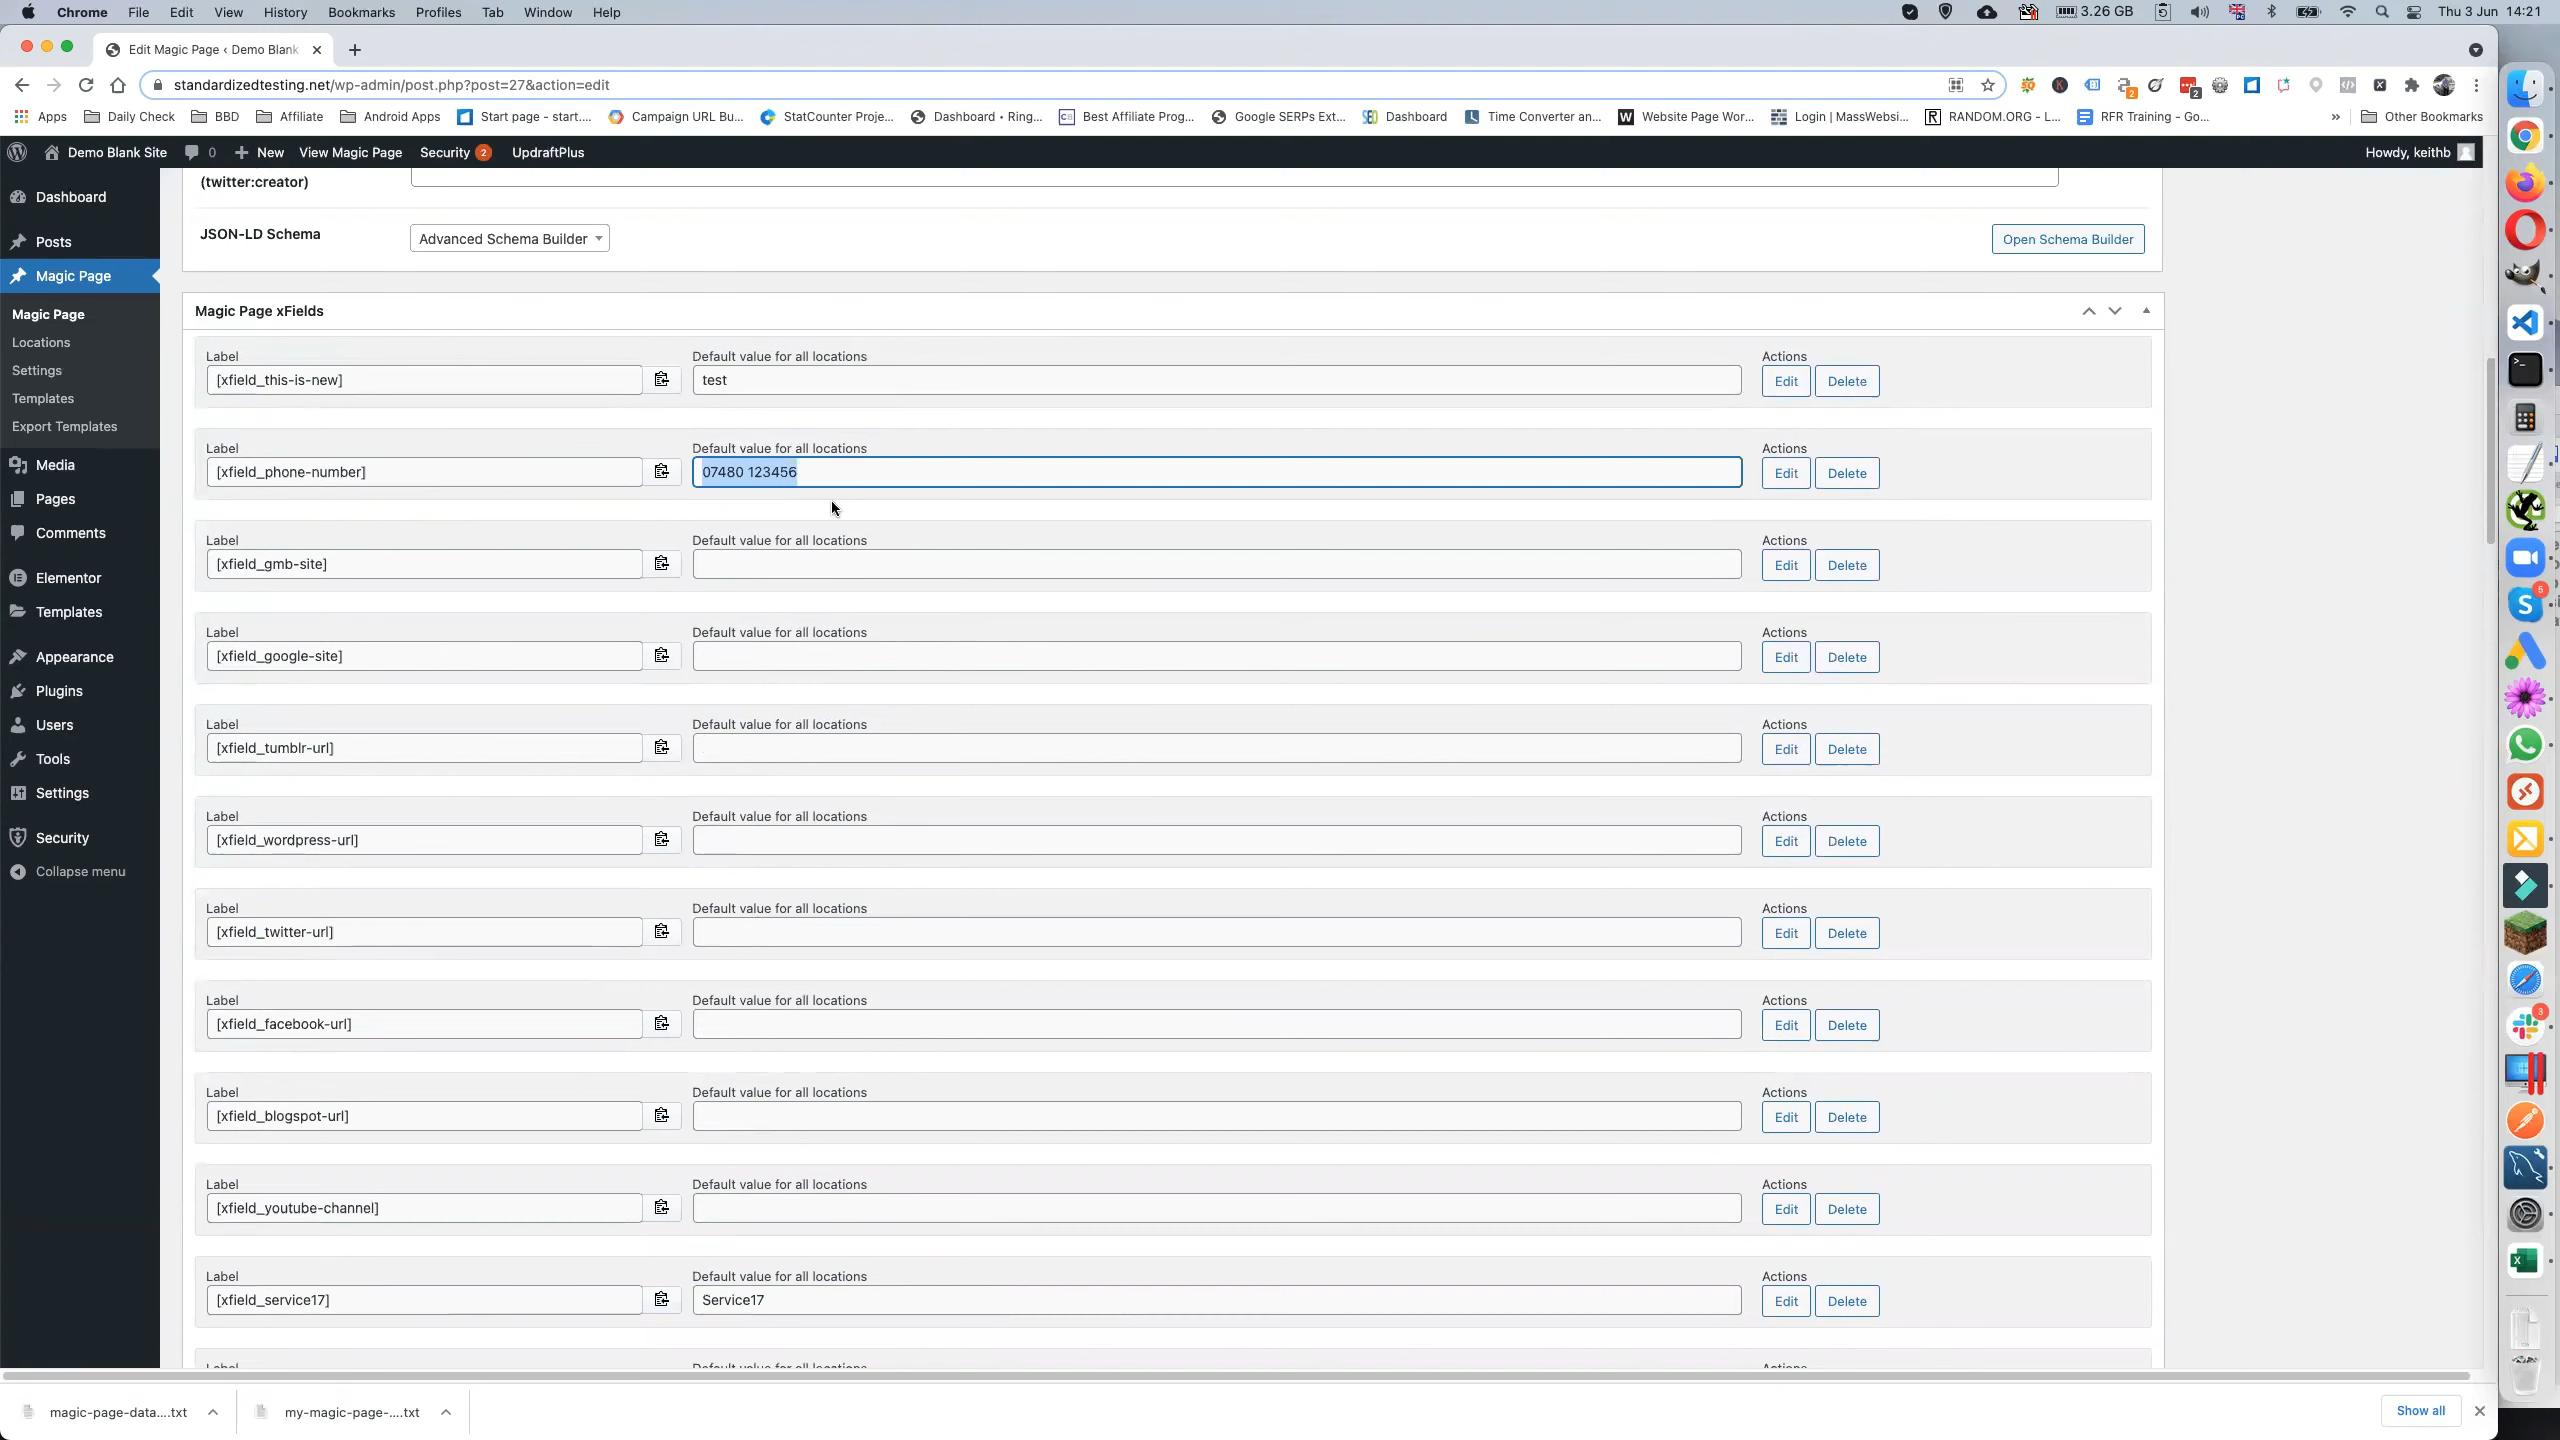 Chrome File Edit View History Bookmarks Profiles Tab Window Help 3.26 GB Thu 3 Jun 14:21
Edit Magic Page ‹ Demo Blank
standardizedtesting.net/wp-admin/post.php?post=27&action=edit
Apps Daily Check BBD Affiliate Android Apps Start page - start.... Campaign URL Bu... StatCounter Proje... Dashboard • Ring... Best Affiliate Prog... Google SERPs Ext... Dashboard Time Converter an... Website Page Wor... Login | MassWebsi... RANDOM.ORG - L... RFR Training - Go... » Other Bookmarks
Demo Blank Site 0 New View Magic Page Security 2 UpdraftPlus Howdy, keithb
Dashboard
Posts
Magic Page
Magic Page
Locations
Settings
Templates
Export Templates
Media
Pages
Comments
Elementor
Templates
Appearance
Plugins
Users
Tools
Settings
Security
Collapse menu
(twitter:creator)
JSON-LD Schema Advanced Schema Builder Open Schema Builder
Magic Page xFields
Label Default value for all locations Actions
[xfield_this-is-new] test Edit Delete
Label Default value for all locations Actions
[xfield_phone-number] 07480 123456 Edit Delete
Label Default value for all locations Actions
[xfield_gmb-site] Edit Delete
Label Default value for all locations Actions
[xfield_google-site] Edit Delete
Label Default value for all locations Actions
[xfield_tumblr-url] Edit Delete
Label Default value for all locations Actions
[xfield_wordpress-url] Edit Delete
Label Default value for all locations Actions
[xfield_twitter-url] Edit Delete
Label Default value for all locations Actions
[xfield_facebook-url] Edit Delete
Label Default value for all locations Actions
[xfield_blogspot-url] Edit Delete
Label Default value for all locations Actions
[xfield_youtube-channel] Edit Delete
Label Default value for all locations Actions
[xfield_service17] Service17 Edit Delete
Label Default value for all locations Actions
magic-page-data....txt my-magic-page-....txt Show all